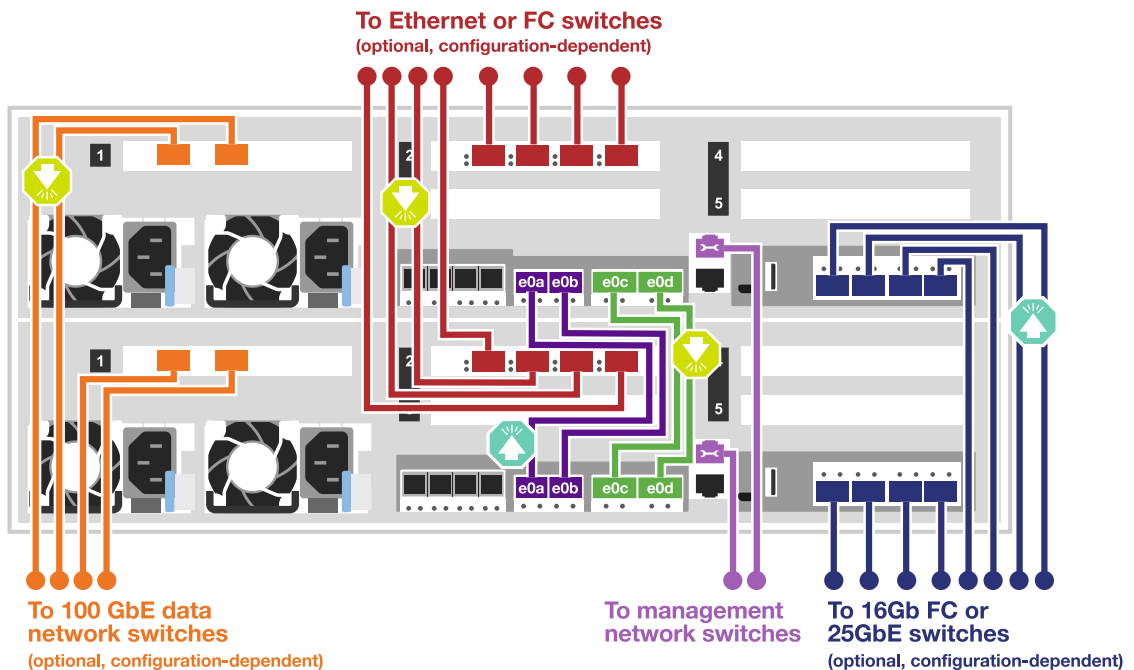 To Ethernet or FC switches
(optional, configuration-dependent)
1
2
4
5
e0a e0b e0c e0d
1
2
5
e0a e0b e0c e0d
To 100 GbE data
network switches
(optional, configuration-dependent)
To management
network switches
To 16Gb FC or
25GbE switches
(optional, configuration-dependent)